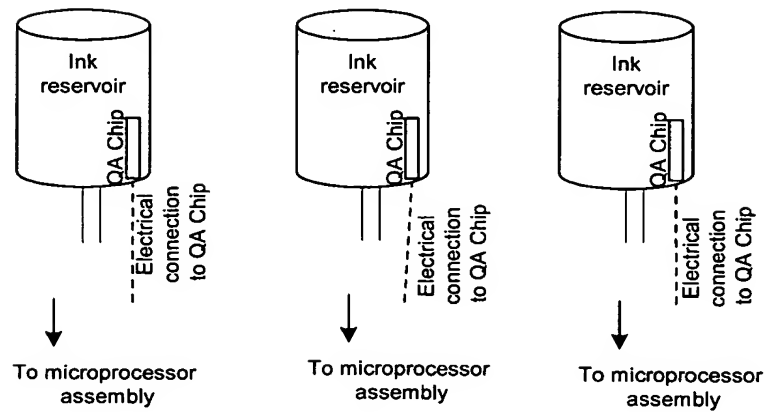 Ink
reservoir
QA Chip
Electrical
connection
to QA Chip
To microprocessor
assembly
Ink
reservoir
QA Chip
Electrical
connection
to QA Chip
To microprocessor
assembly
Ink
reservoir
QA Chip
Electrical
connection
to QA Chip
To microprocessor
assembly